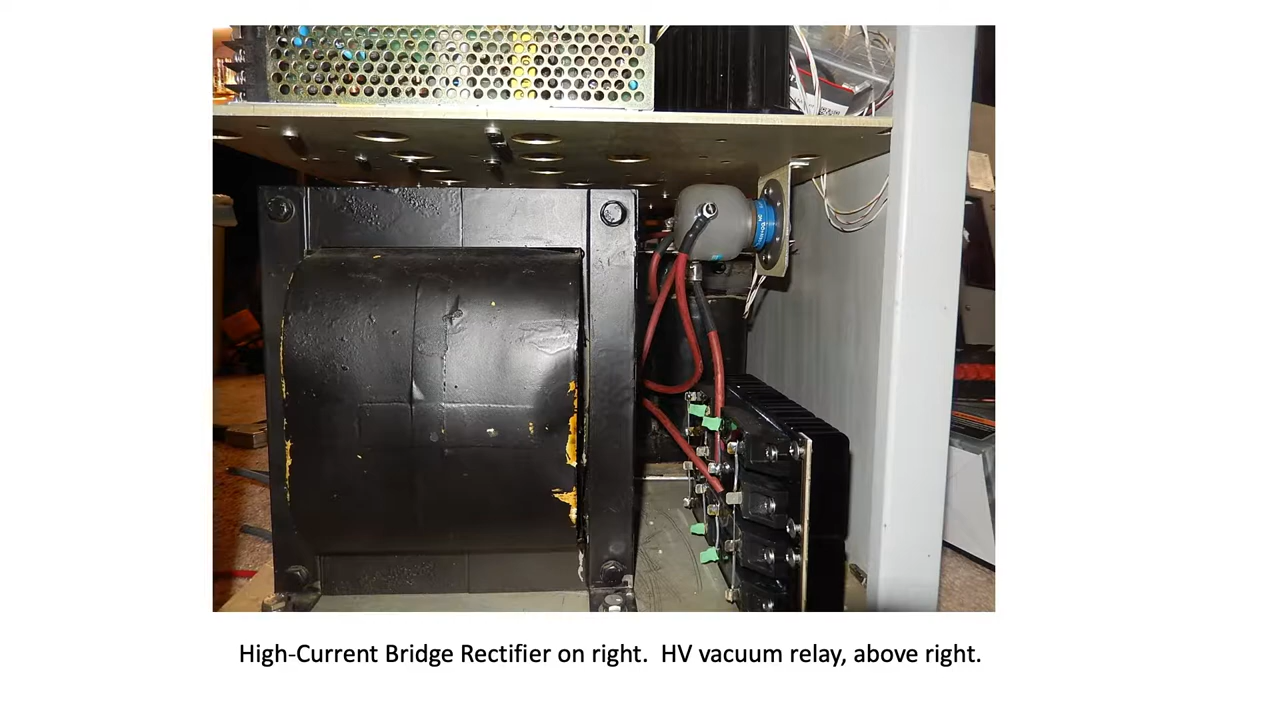 High-Current Bridge Rectifier on right.  HV vacuum relay, above right.